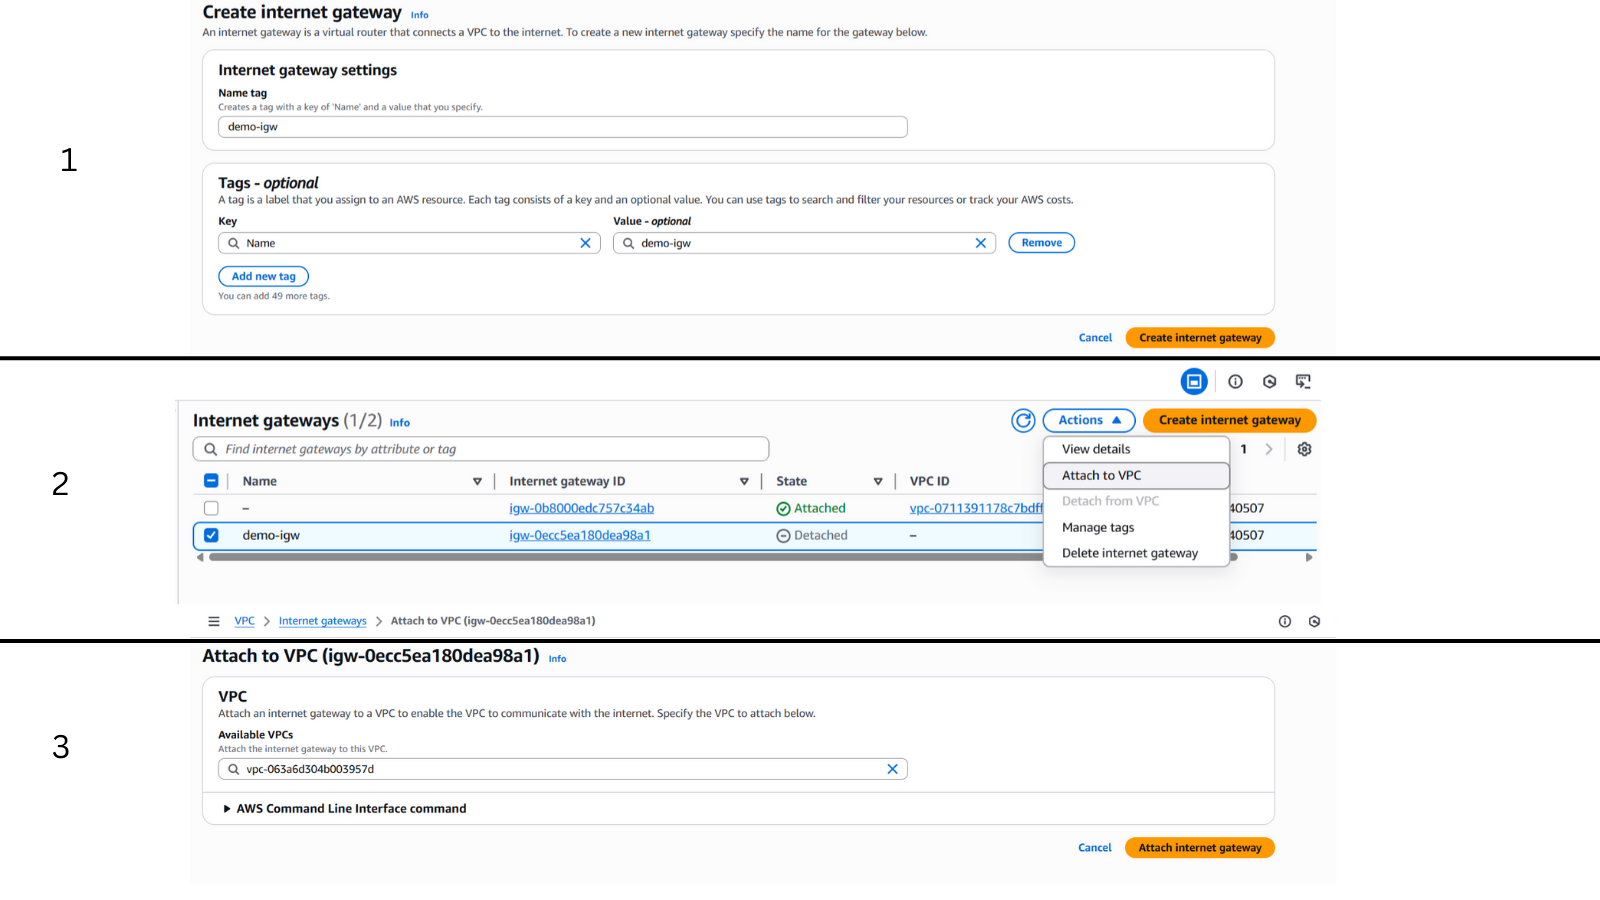 Create internet gateway Info
An internet gateway is a virtual router that connects a VPC to the internet. To create a new internet gateway specify the name for the gateway below.
Internet gateway settings
Name tag
Creates a tag with a key of 'Name' and a value that you specify.
demo-igw
1
Tags - optional
A tag is a label that you assign to an AWS resource. Each tag consists of a key and an optional value. You can use tags to search and filter your resources or track your AWS costs.
Key Value - optional
Name demo-igw Remove
Add new tag
You can add 49 more tags.
Cancel Create internet gateway
Internet gateways (1/2) Info Actions Create internet gateway
Find internet gateways by attribute or tag View details 1
2
Name Internet gateway ID State VPC ID Attach to VPC
Detach from VPC
– igw-0b8000edc757c34ab Attached vpc-0711391178c7bdff 40507
Manage tags
demo-igw igw-0ecc5ea180dea98a1 Detached – 40507
Delete internet gateway
VPC > Internet gateways > Attach to VPC (igw-0ecc5ea180dea98a1)
Attach to VPC (igw-0ecc5ea180dea98a1) Info
VPC
Attach an internet gateway to a VPC to enable the VPC to communicate with the internet. Specify the VPC to attach below.
Available VPCs
3
Attach the internet gateway to this VPC.
vpc-063a6d304b003957d
AWS Command Line Interface command
Cancel Attach internet gateway